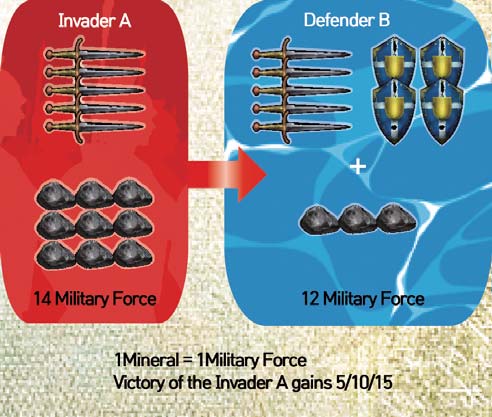 Invader A
Defender B
+
14 Military Force
12 Military Force
1Mineral = 1Military Force
Victory of the Invader A gains 5/10/15